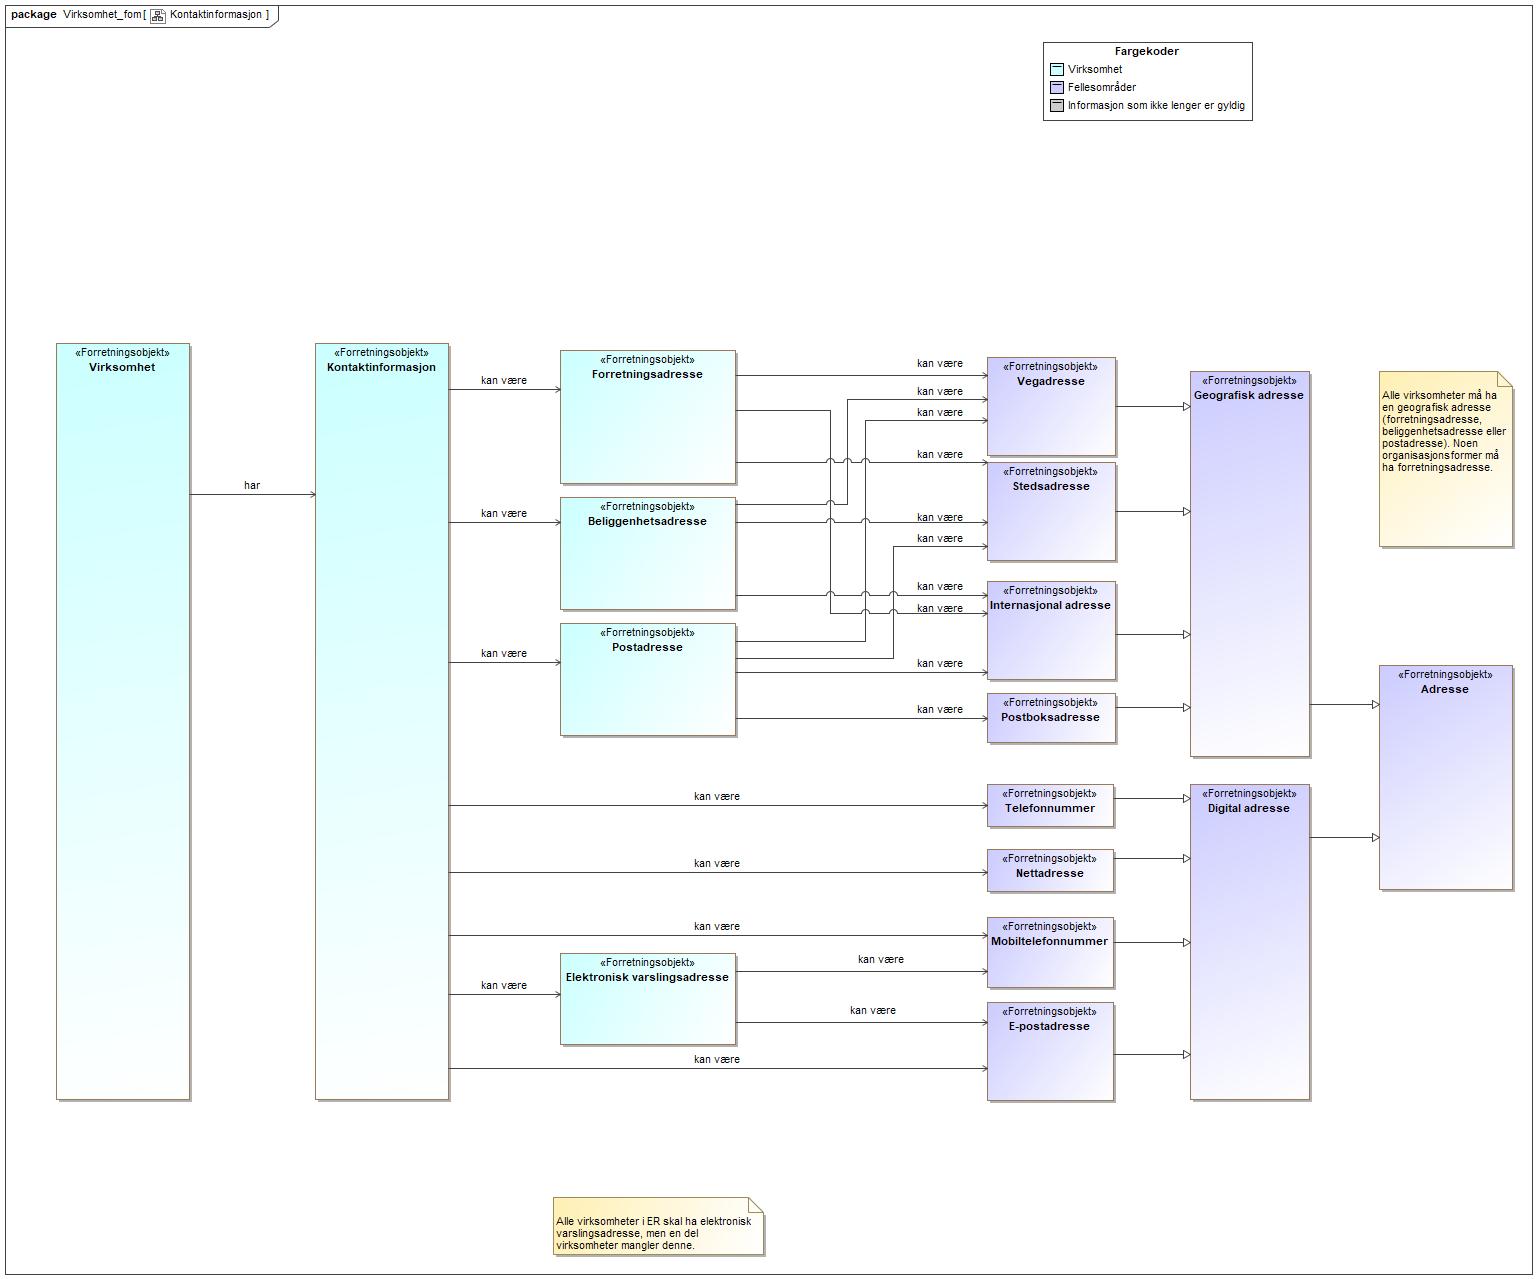 package Virksomhet_fom[ Kontaktinformasjon ]
Fargekoder
Virksomhet
Fellesområder
Informasjon som ikke lenger er gyldig
«Forretningsobjekt»
Virksomhet
har
«Forretningsobjekt»
Kontaktinformasjon
kan være
kan være
kan være
kan være
kan være
kan være
kan være
kan være
«Forretningsobjekt»
Forretningsadresse
«Forretningsobjekt»
Beliggenhetsadresse
«Forretningsobjekt»
Postadresse
«Forretningsobjekt»
Elektronisk varslingsadresse
kan være
kan være
kan være
kan være
kan være
kan være
kan være
kan være
kan være
kan være
kan være
kan være
«Forretningsobjekt»
Vegadresse
«Forretningsobjekt»
Stedsadresse
«Forretningsobjekt»
Internasjonal adresse
«Forretningsobjekt»
Postboksadresse
«Forretningsobjekt»
Telefonnummer
«Forretningsobjekt»
Nettadresse
«Forretningsobjekt»
Mobiltelefonnummer
«Forretningsobjekt»
E-postadresse
«Forretningsobjekt»
Geografisk adresse
«Forretningsobjekt»
Digital adresse
Alle virksomheter må ha
en geografisk adresse
(forretningsadresse,
beliggenhetsadresse eller
postadresse). Noen
organisasjonsformer må
ha forretningsadresse.
«Forretningsobjekt»
Adresse
Alle virksomheter i ER skal ha elektronisk
varslingsadresse, men en del
virksomheter mangler denne.